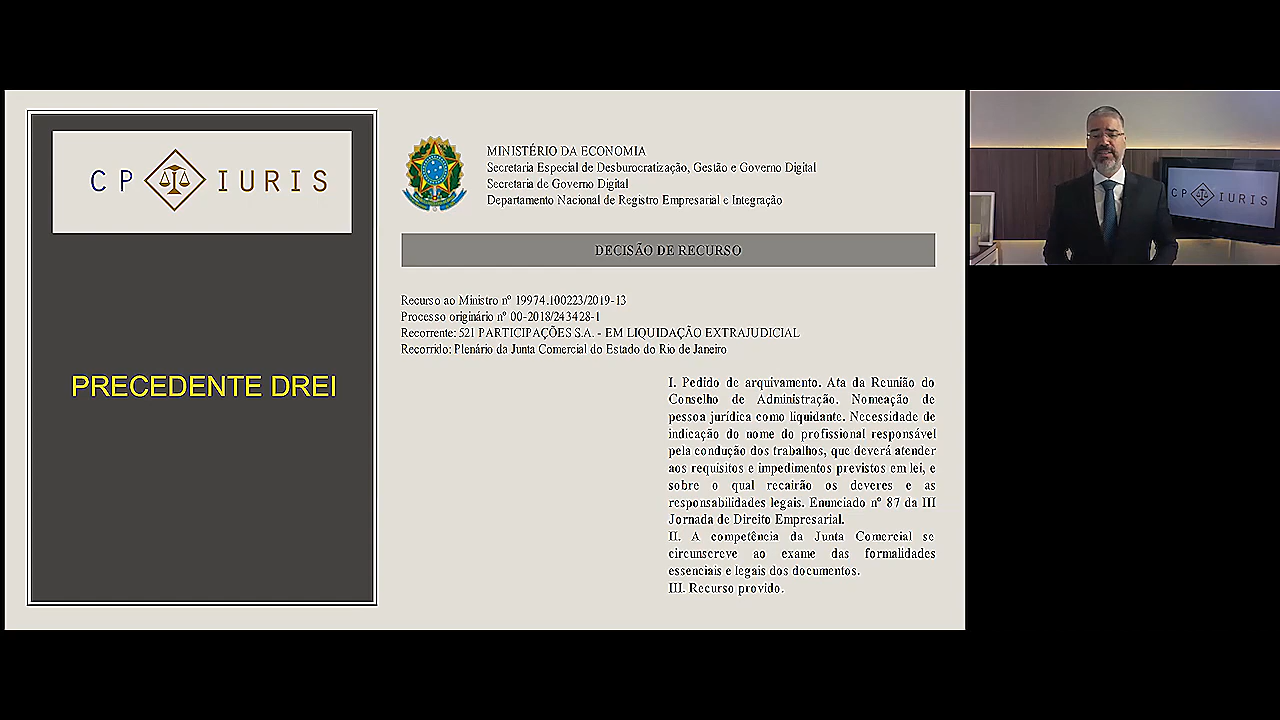 CP IURIS
PRECEDENTE DREI
MINISTÉRIO DA ECONOMIA
Secretaria Especial de Desburocratização, Gestão e Governo Digital
Secretaria de Governo Digital
Departamento Nacional de Registro Empresarial e Integração
DECISÃO DE RECURSO
Recurso ao Ministro nº 19974.100223/2019-13
Processo originário nº 00-2018/243428-1
Recorrente: 521 PARTICIPAÇÕES S.A. - EM LIQUIDAÇÃO EXTRAJUDICIAL
Recorrido: Plenário da Junta Comercial do Estado do Rio de Janeiro
I. Pedido de arquivamento. Ata da Reunião do
Conselho de Administração. Nomeação de
pessoa jurídica como liquidante. Necessidade de
indicação do nome do profissional responsável
pela condução dos trabalhos, que deverá atender
aos requisitos e impedimentos previstos em lei, e
sobre o qual recairão os deveres e as
responsabilidades legais. Enunciado nº 87 da III
Jornada de Direito Empresarial.
II. A competência da Junta Comercial se
circunscreve ao exame das formalidades
essenciais e legais dos documentos.
III. Recurso provido.
CP IURIS